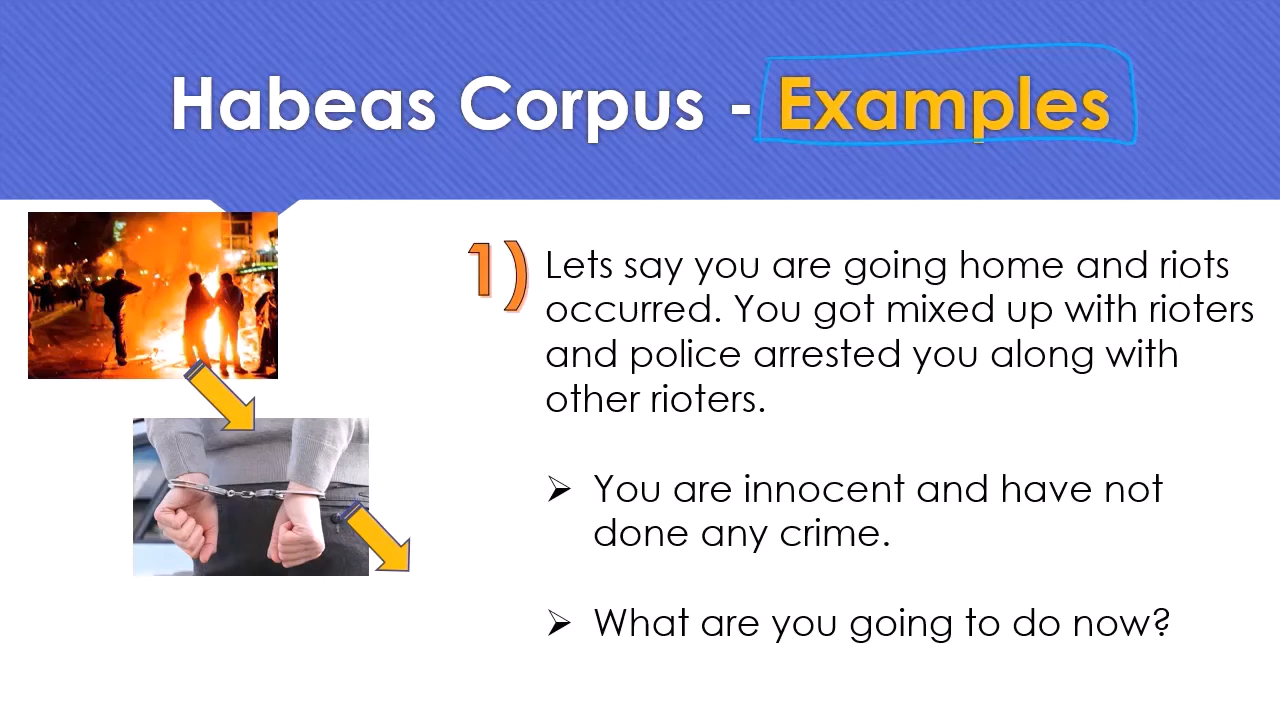 Habeas Corpus - Examples
1)
Lets say you are going home and riots
occurred. You got mixed up with rioters
and police arrested you along with
other rioters.
➢ You are innocent and have not
done any crime.
➢ What are you going to do now?